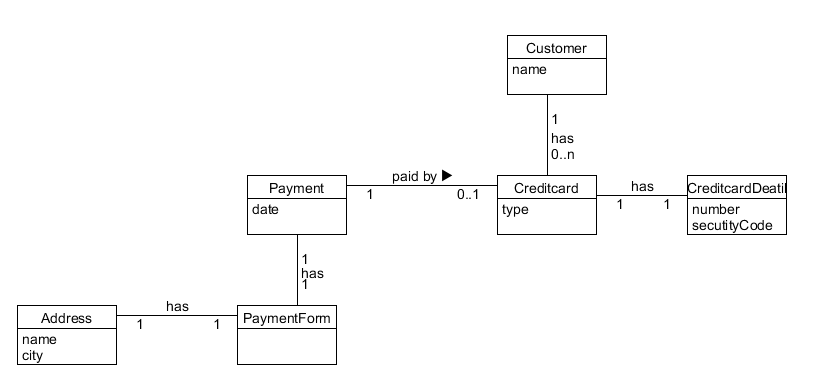 Customer
name
1
has
0..n
paid by ▶
Payment
date
1
0..1
Creditcard
type
has
1
1
CreditcardDeatil
number
secutityCode
1
has
1
has
Address
name
city
1
1
PaymentForm